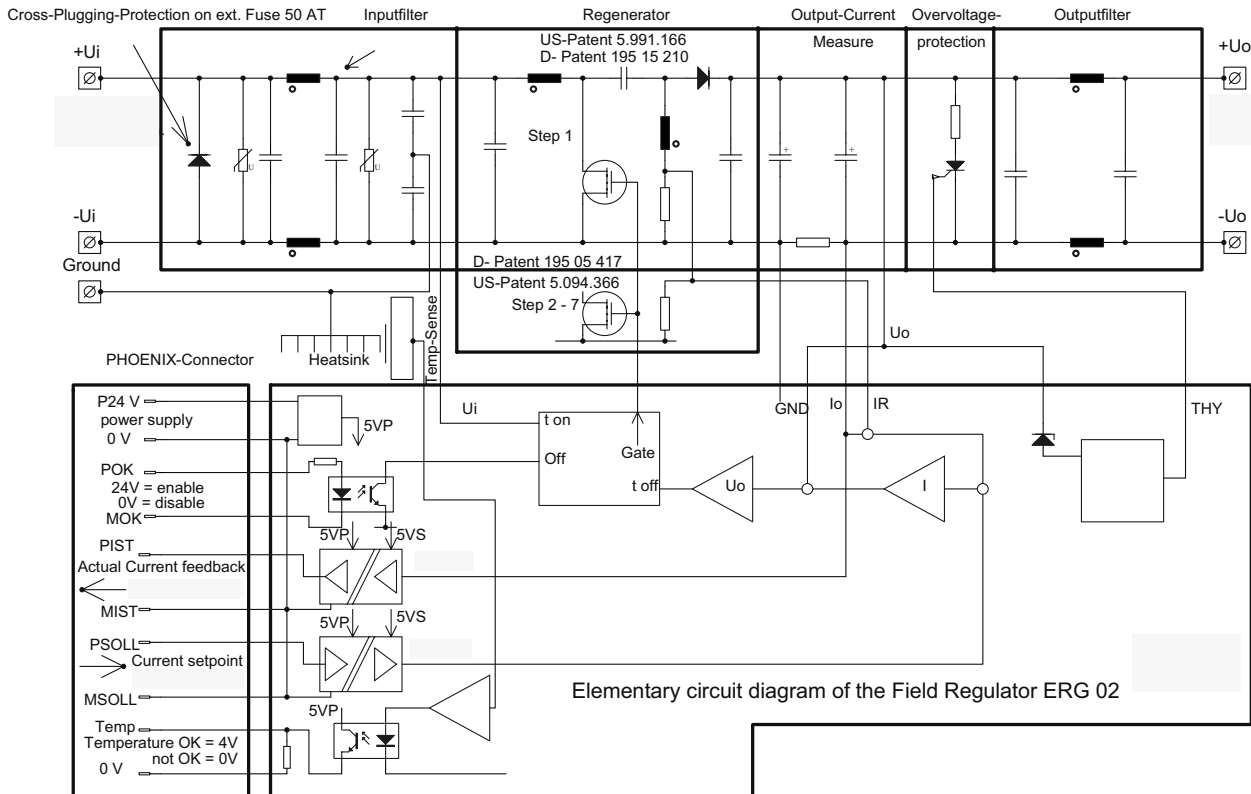 Cross-Plugging-Protection on ext. Fuse 50 AT
Inputfilter
Regenerator
Output-Current
Measure
Overvoltage-
protection
Outputfilter
US-Patent 5.991.166
D- Patent 195 15 210
+Ui
+Uo
Step 1
U
U
+
+
-Ui
-Uo
Ground
D- Patent 195 05 417
US-Patent 5.094.366
Step 2 - 7
Temp-Sense
Heatsink
Uo
PHOENIX-Connector
P24 V
power supply
0 V
5VP
Ui
t on
Off
Gate
t off
Uo
I
GND
Io
IR
THY
POK
24V = enable
0V = disable
MOK
5VP
5VS
PIST
Actual Current feedback
MIST
5VP
5VS
PSOLL
Current setpoint
MSOLL
5VP
Elementary circuit diagram of the Field Regulator ERG 02
Temp
Temperature OK = 4V
not OK = 0V
0 V